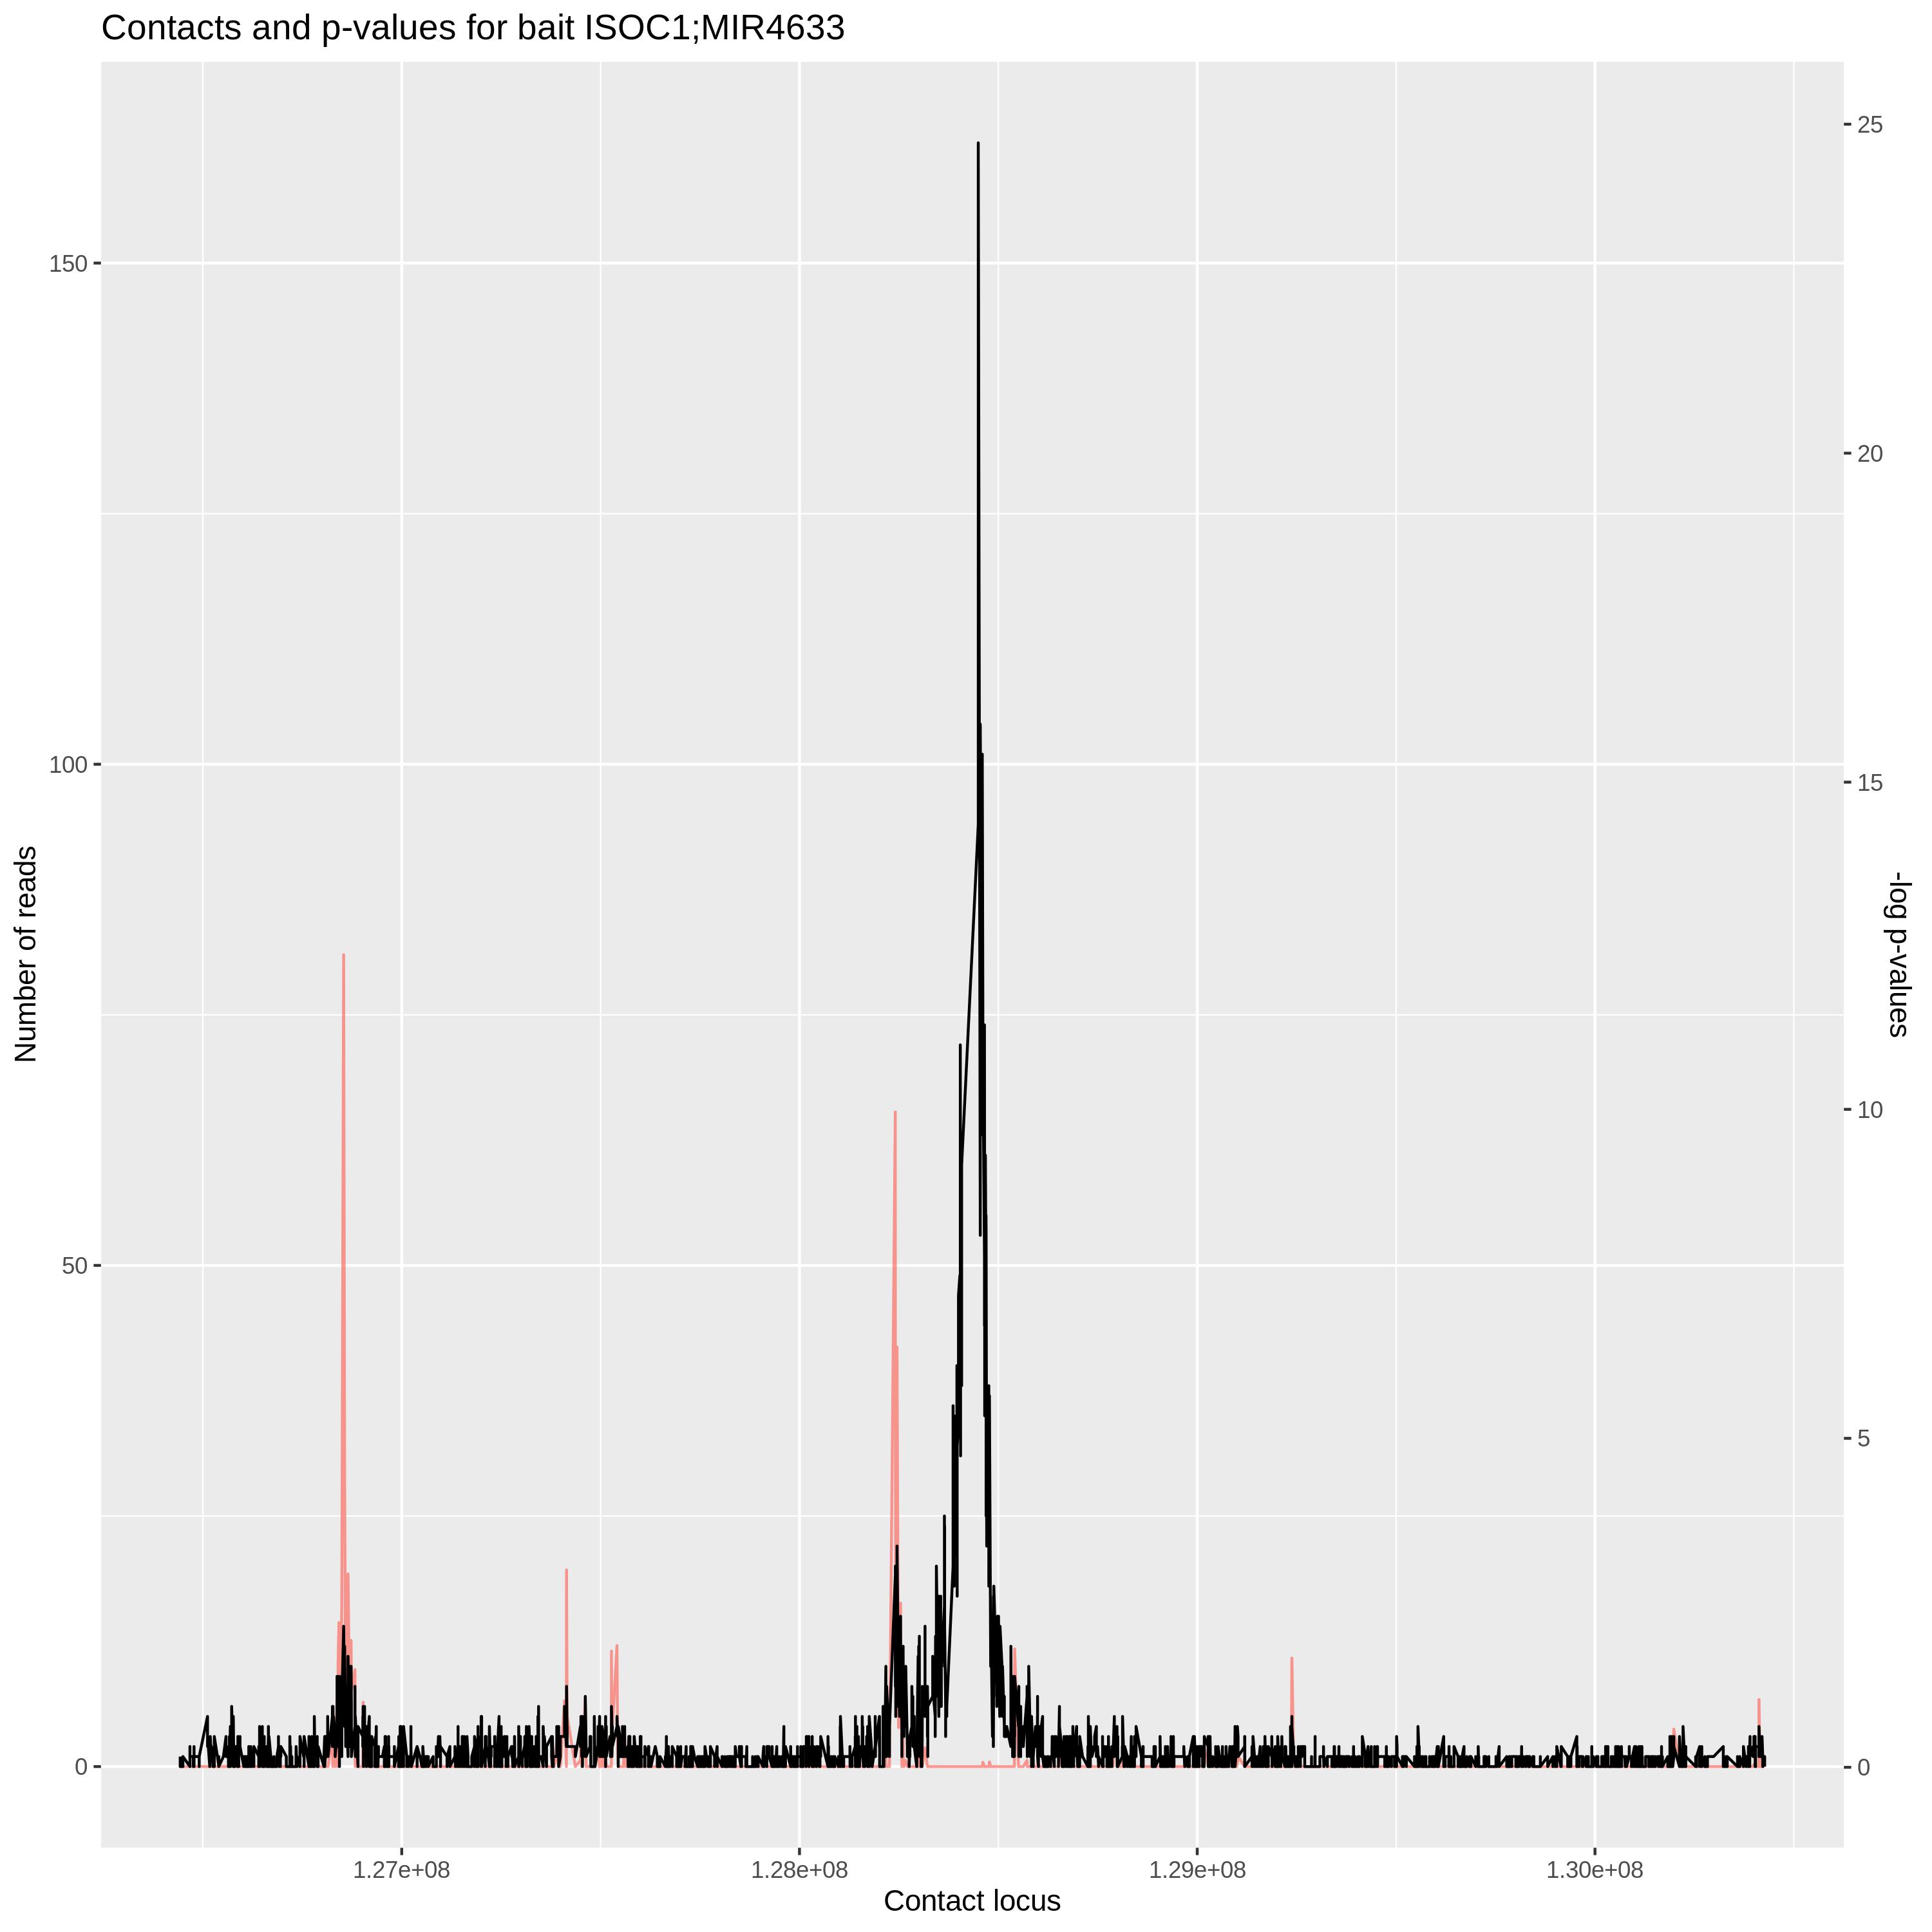 Contacts and p-values for bait ISOC1;MIR4633
150
100
50
0
Number of reads
25
20
15
10
5
0
-log p-values
1.27e+08
1.28e+08
1.29e+08
1.30e+08
Contact locus